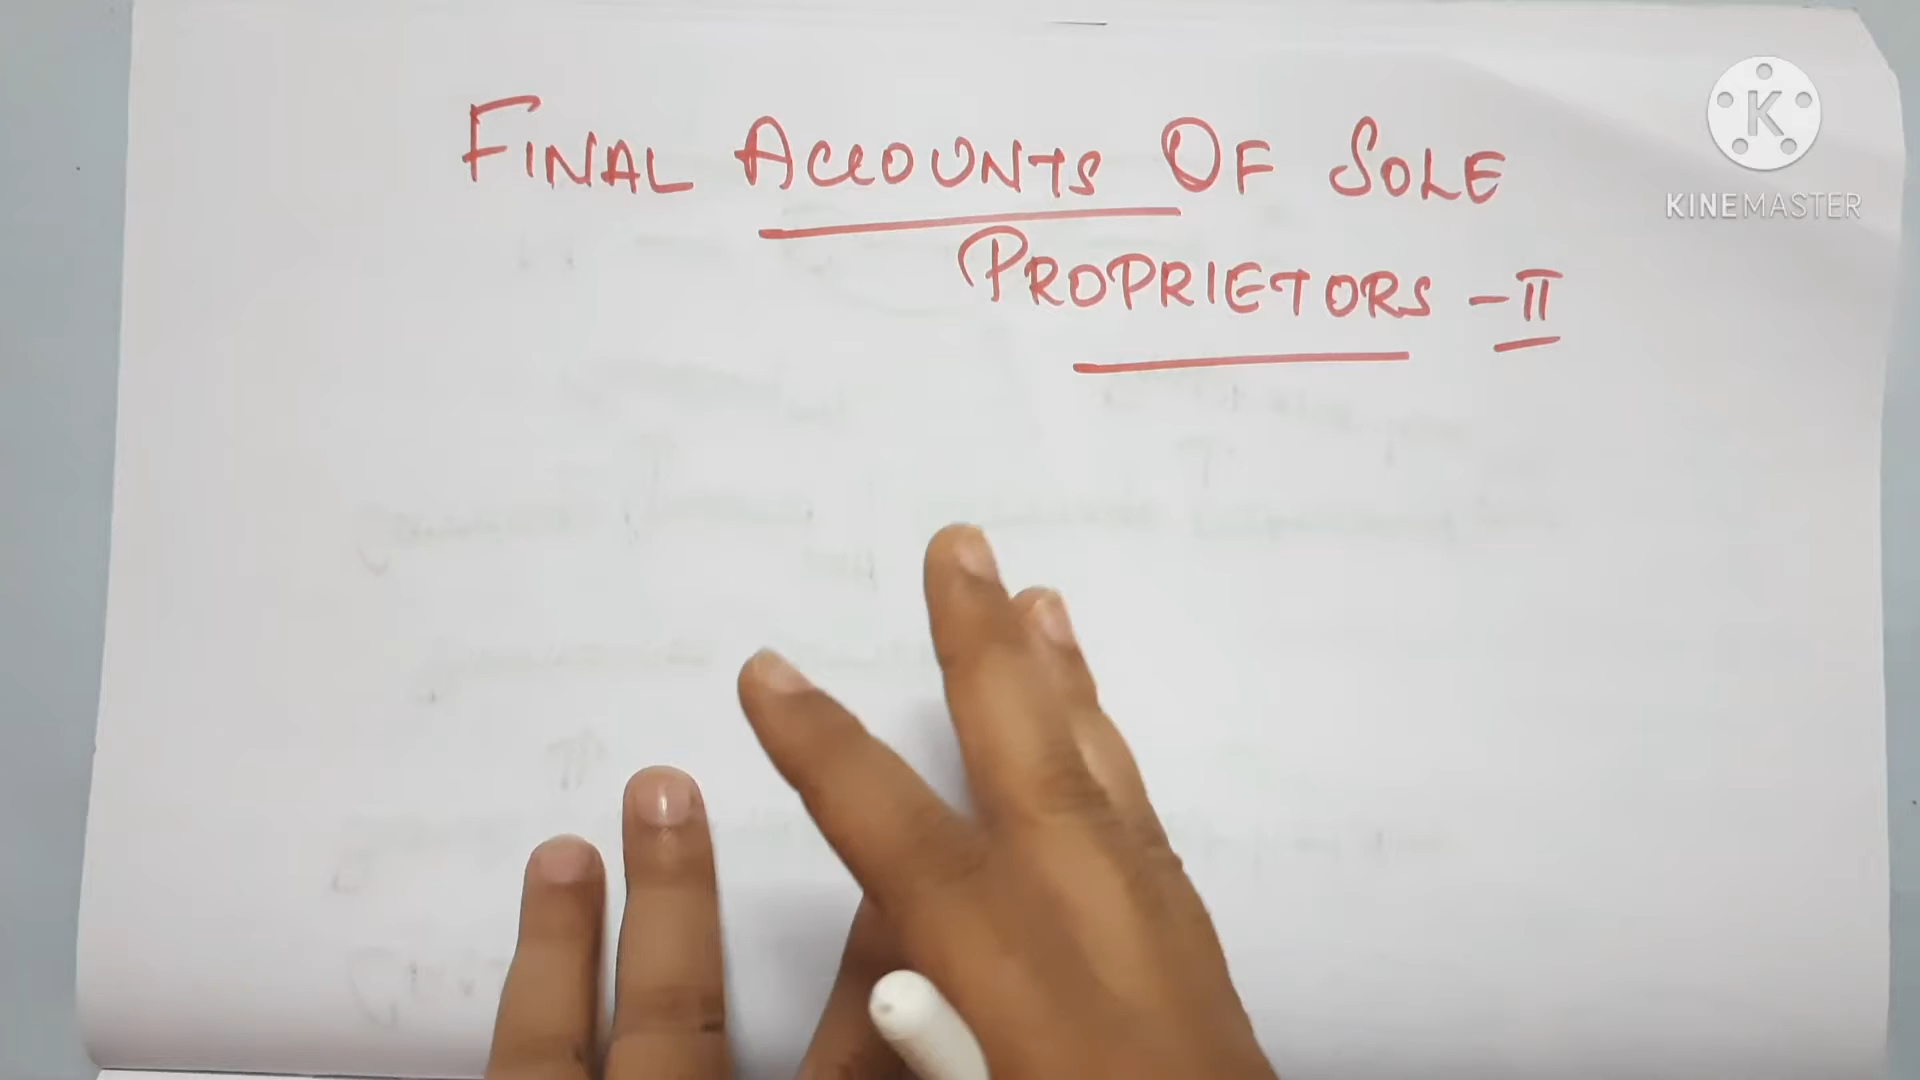 FINAL ACCOUNTS OF SOLE
PROPRIETORS - II
K
KINEMASTER